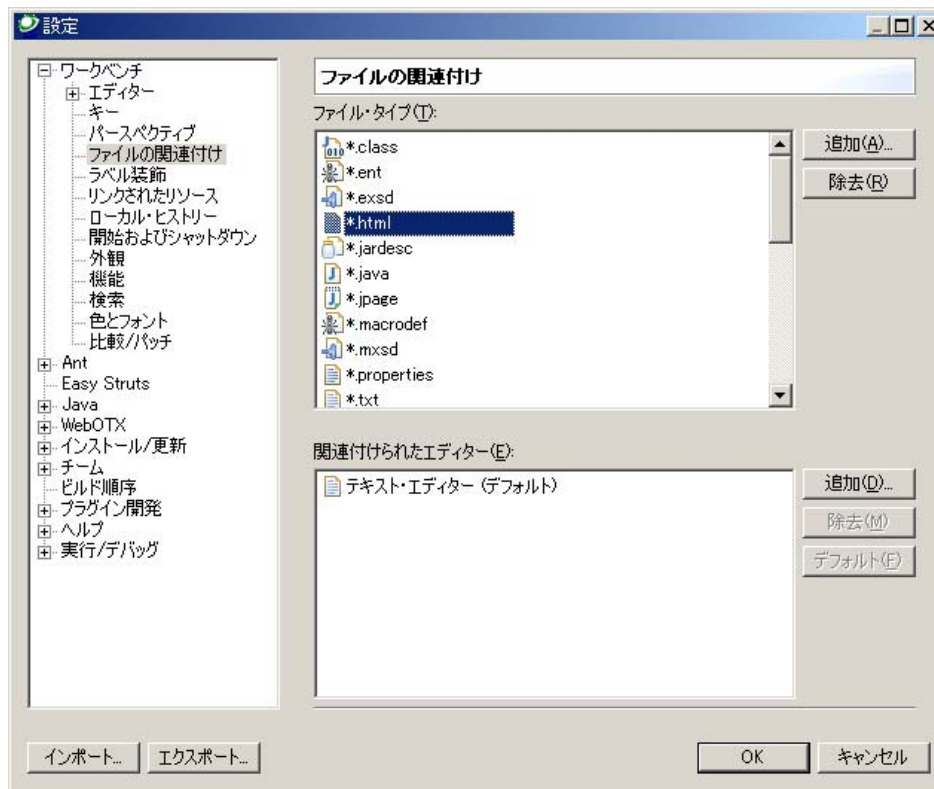 設定
ワークベンチ
エディター
キー
パースペクティブ
ファイルの関連付け
ラベル装飾
リンクされたリソース
ローカル・ヒストリー
開始およびシャットダウン
外観
機能
検索
色とフォント
比較/パッチ
Ant
Easy Struts
Java
WebOTX
インストール/更新
チーム
ビルド順序
プラグイン開発
ヘルプ
実行/デバッグ
ファイルの関連付け
ファイル・タイプ(T):
*.class
*.ent
*.exsd
*.html
*.jardesc
*.java
*.jpage
*.macrodef
*.mxsd
*.properties
*.txt
追加(A)...
除去(R)
関連付けられたエディター(E):
テキスト・エディター (デフォルト)
追加(D)...
除去(M)
デフォルト(F)
インポート...
エクスポート...
OK
キャンセル